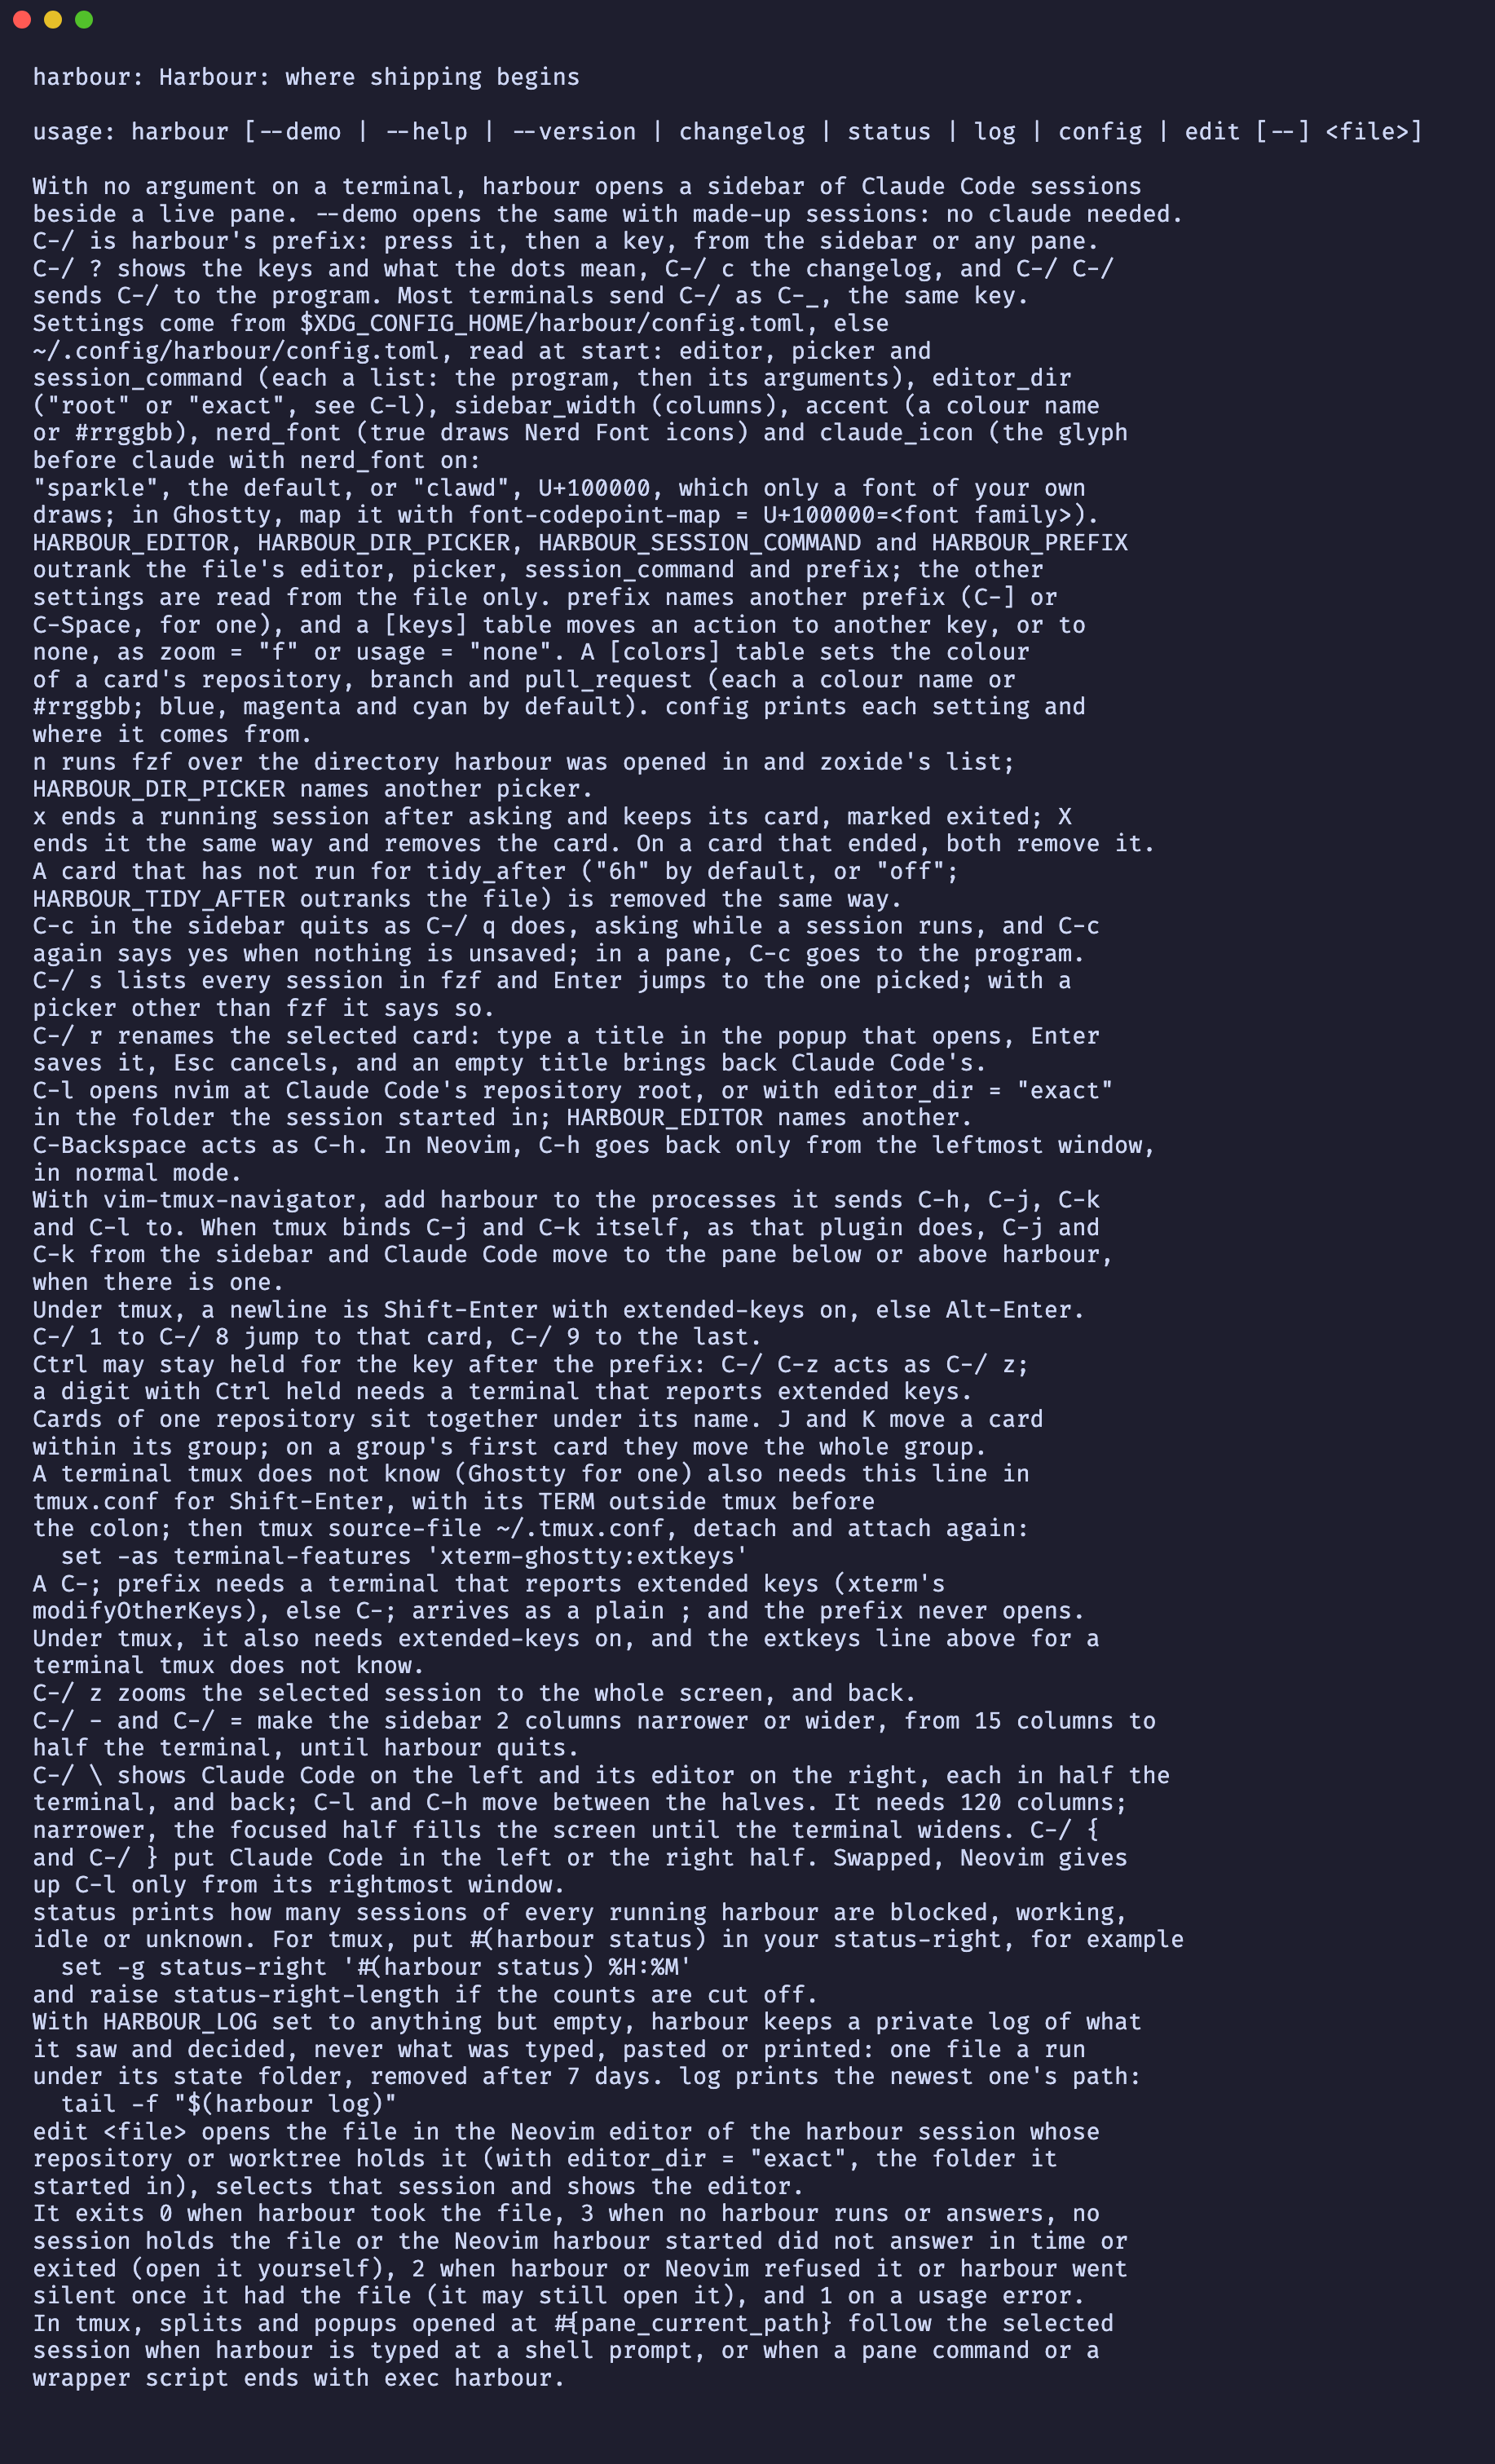 harbour: Harbour: where shipping begins
usage: harbour [--demo | --help | --version | changelog | status | log | config | edit [--] <file>]
With no argument on a terminal, harbour opens a sidebar of Claude Code sessions
beside a live pane. --demo opens the same with made-up sessions: no claude needed.
C-/ is harbour's prefix: press it, then a key, from the sidebar or any pane.
C-/ ? shows the keys and what the dots mean, C-/ c the changelog, and C-/ C-/
sends C-/ to the program. Most terminals send C-/ as C-_, the same key.
Settings come from $XDG_CONFIG_HOME/harbour/config.toml, else
~/.config/harbour/config.toml, read at start: editor, picker and
session_command (each a list: the program, then its arguments), editor_dir
("root" or "exact", see C-l), sidebar_width (columns), accent (a colour name
or #rrggbb), nerd_font (true draws Nerd Font icons) and claude_icon (the glyph
before claude with nerd_font on:
"sparkle", the default, or "clawd", U+100000, which only a font of your own
draws; in Ghostty, map it with font-codepoint-map = U+100000=<font family>).
HARBOUR_EDITOR, HARBOUR_DIR_PICKER, HARBOUR_SESSION_COMMAND and HARBOUR_PREFIX
outrank the file's editor, picker, session_command and prefix; the other
settings are read from the file only. prefix names another prefix (C-] or
C-Space, for one), and a [keys] table moves an action to another key, or to
none, as zoom = "f" or usage = "none". A [colors] table sets the colour
of a card's repository, branch and pull_request (each a colour name or
#rrggbb; blue, magenta and cyan by default). config prints each setting and
where it comes from.
n runs fzf over the directory harbour was opened in and zoxide's list;
HARBOUR_DIR_PICKER names another picker.
x ends a running session after asking and keeps its card, marked exited; X
ends it the same way and removes the card. On a card that ended, both remove it.
A card that has not run for tidy_after ("6h" by default, or "off";
HARBOUR_TIDY_AFTER outranks the file) is removed the same way.
C-c in the sidebar quits as C-/ q does, asking while a session runs, and C-c
again says yes when nothing is unsaved; in a pane, C-c goes to the program.
C-/ s lists every session in fzf and Enter jumps to the one picked; with a
picker other than fzf it says so.
C-/ r renames the selected card: type a title in the popup that opens, Enter
saves it, Esc cancels, and an empty title brings back Claude Code's.
C-l opens nvim at Claude Code's repository root, or with editor_dir = "exact"
in the folder the session started in; HARBOUR_EDITOR names another.
C-Backspace acts as C-h. In Neovim, C-h goes back only from the leftmost window,
in normal mode.
With vim-tmux-navigator, add harbour to the processes it sends C-h, C-j, C-k
and C-l to. When tmux binds C-j and C-k itself, as that plugin does, C-j and
C-k from the sidebar and Claude Code move to the pane below or above harbour,
when there is one.
Under tmux, a newline is Shift-Enter with extended-keys on, else Alt-Enter.
C-/ 1 to C-/ 8 jump to that card, C-/ 9 to the last.
Ctrl may stay held for the key after the prefix: C-/ C-z acts as C-/ z;
a digit with Ctrl held needs a terminal that reports extended keys.
Cards of one repository sit together under its name. J and K move a card
within its group; on a group's first card they move the whole group.
A terminal tmux does not know (Ghostty for one) also needs this line in
tmux.conf for Shift-Enter, with its TERM outside tmux before
the colon; then tmux source-file ~/.tmux.conf, detach and attach again:
  set -as terminal-features 'xterm-ghostty:extkeys'
A C-; prefix needs a terminal that reports extended keys (xterm's
modifyOtherKeys), else C-; arrives as a plain ; and the prefix never opens.
Under tmux, it also needs extended-keys on, and the extkeys line above for a
terminal tmux does not know.
C-/ z zooms the selected session to the whole screen, and back.
C-/ - and C-/ = make the sidebar 2 columns narrower or wider, from 15 columns to
half the terminal, until harbour quits.
C-/ \ shows Claude Code on the left and its editor on the right, each in half the
terminal, and back; C-l and C-h move between the halves. It needs 120 columns;
narrower, the focused half fills the screen until the terminal widens. C-/ {
and C-/ } put Claude Code in the left or the right half. Swapped, Neovim gives
up C-l only from its rightmost window.
status prints how many sessions of every running harbour are blocked, working,
idle or unknown. For tmux, put #(harbour status) in your status-right, for example
  set -g status-right '#(harbour status) %H:%M'
and raise status-right-length if the counts are cut off.
With HARBOUR_LOG set to anything but empty, harbour keeps a private log of what
it saw and decided, never what was typed, pasted or printed: one file a run
under its state folder, removed after 7 days. log prints the newest one's path:
  tail -f "$(harbour log)"
edit <file> opens the file in the Neovim editor of the harbour session whose
repository or worktree holds it (with editor_dir = "exact", the folder it
started in), selects that session and shows the editor.
It exits 0 when harbour took the file, 3 when no harbour runs or answers, no
session holds the file or the Neovim harbour started did not answer in time or
exited (open it yourself), 2 when harbour or Neovim refused it or harbour went
silent once it had the file (it may still open it), and 1 on a usage error.
In tmux, splits and popups opened at #{pane_current_path} follow the selected
session when harbour is typed at a shell prompt, or when a pane command or a
wrapper script ends with exec harbour.